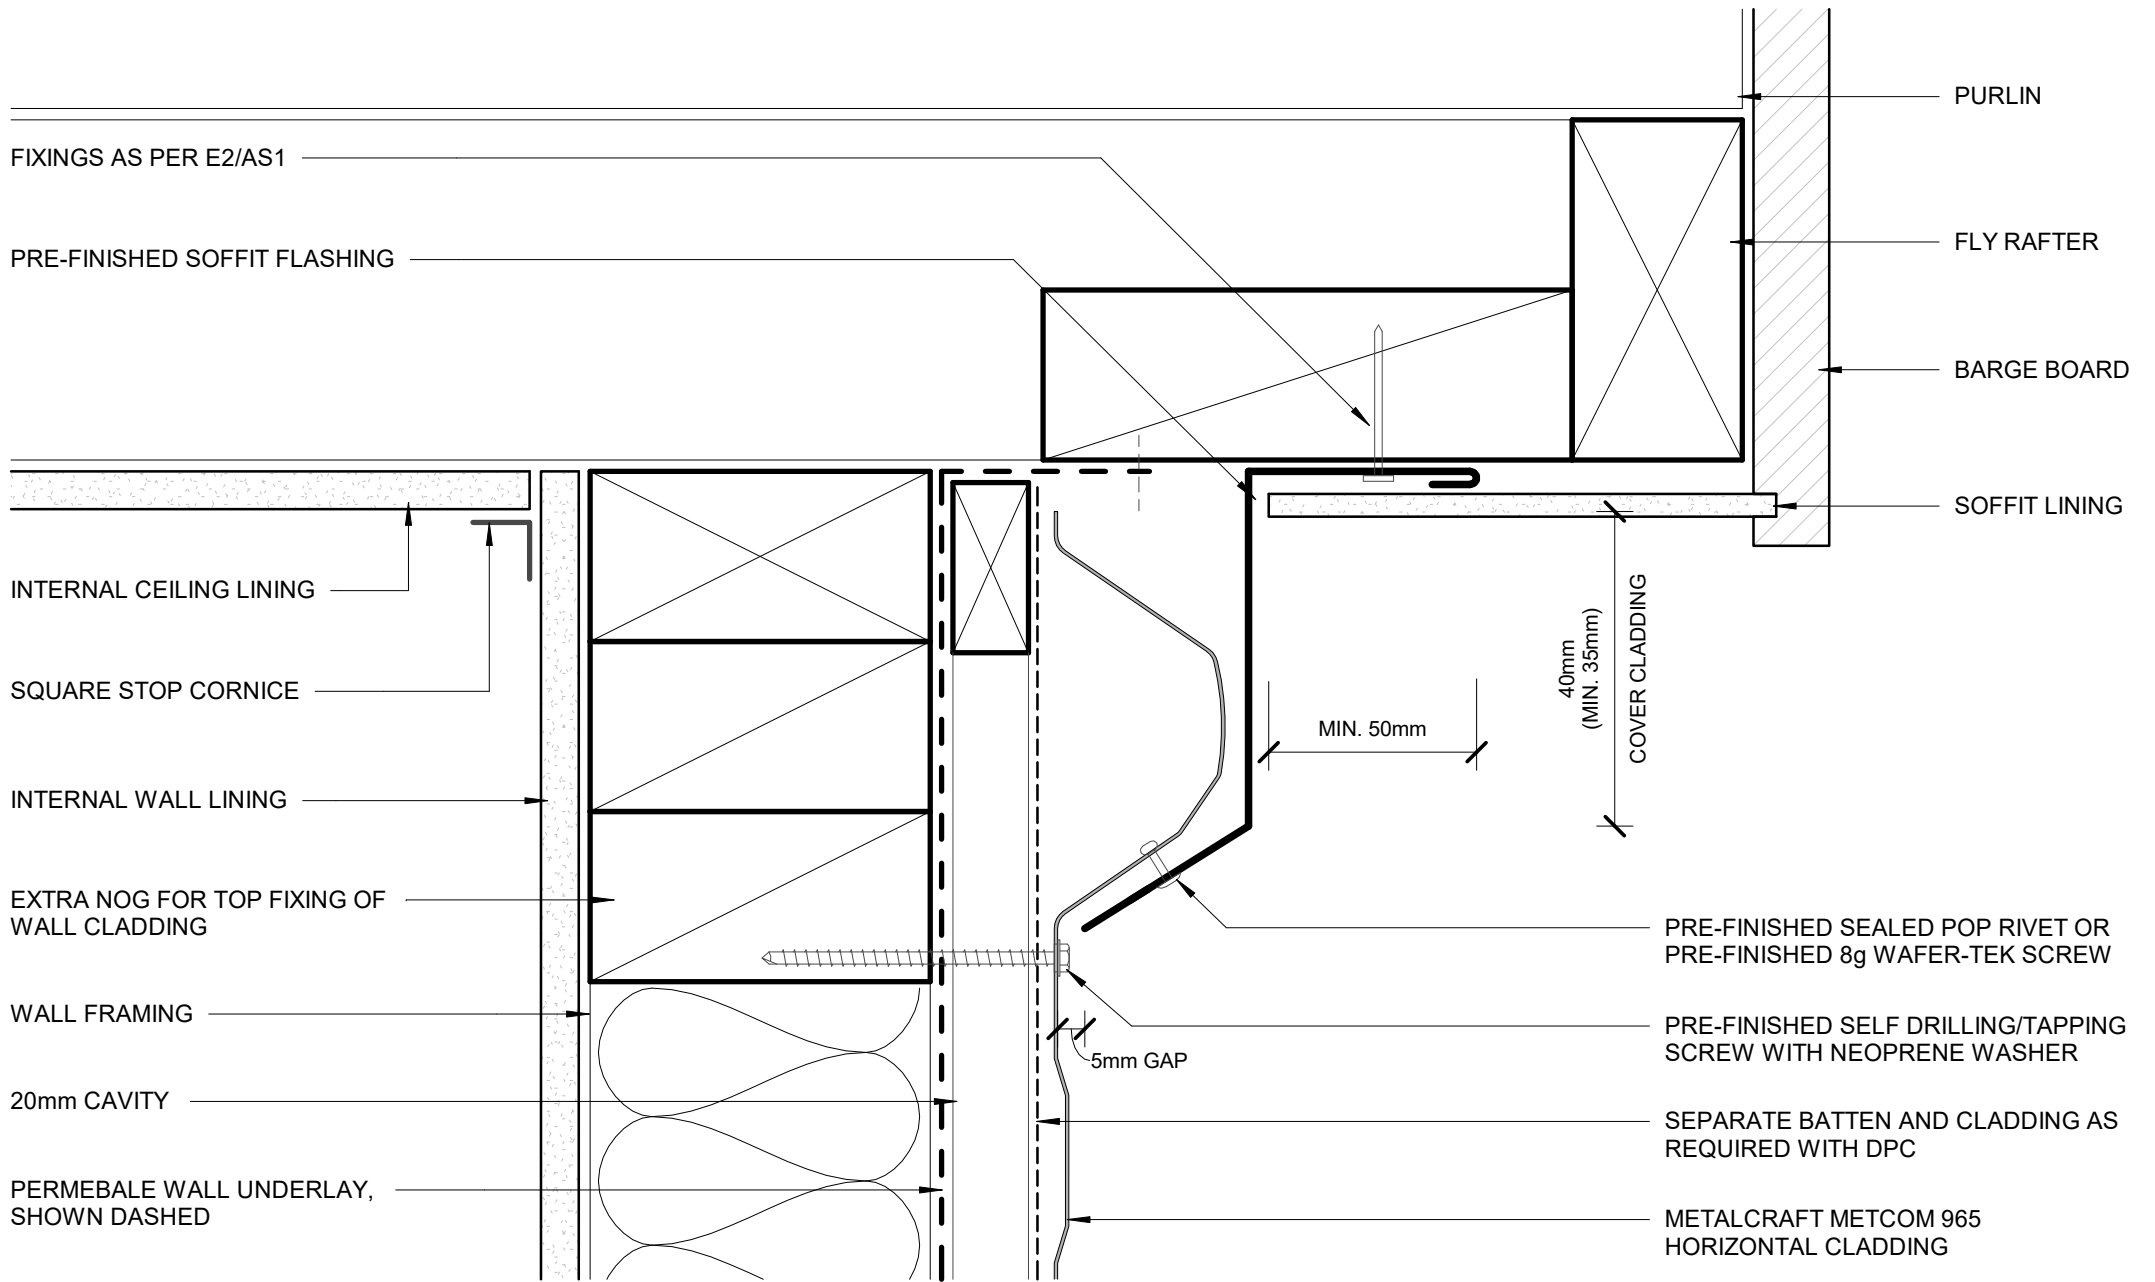 PURLIN
FIXINGS AS PER E2/AS1
FLY RAFTER
PRE-FINISHED SOFFIT FLASHING
BARGE BOARD
SOFFIT LINING
INTERNAL CEILING LINING
40mm
(MIN. 35mm)
COVER CLADDING
SQUARE STOP CORNICE
MIN. 50mm
INTERNAL WALL LINING
EXTRA NOG FOR TOP FIXING OF
WALL CLADDING
PRE-FINISHED SEALED POP RIVET OR
PRE-FINISHED 8g WAFER-TEK SCREW
WALL FRAMING
PRE-FINISHED SELF DRILLING/TAPPING
SCREW WITH NEOPRENE WASHER
5mm GAP
20mm CAVITY
SEPARATE BATTEN AND CLADDING AS
REQUIRED WITH DPC
PERMEBALE WALL UNDERLAY,
SHOWN DASHED
METALCRAFT METCOM 965
HORIZONTAL CLADDING